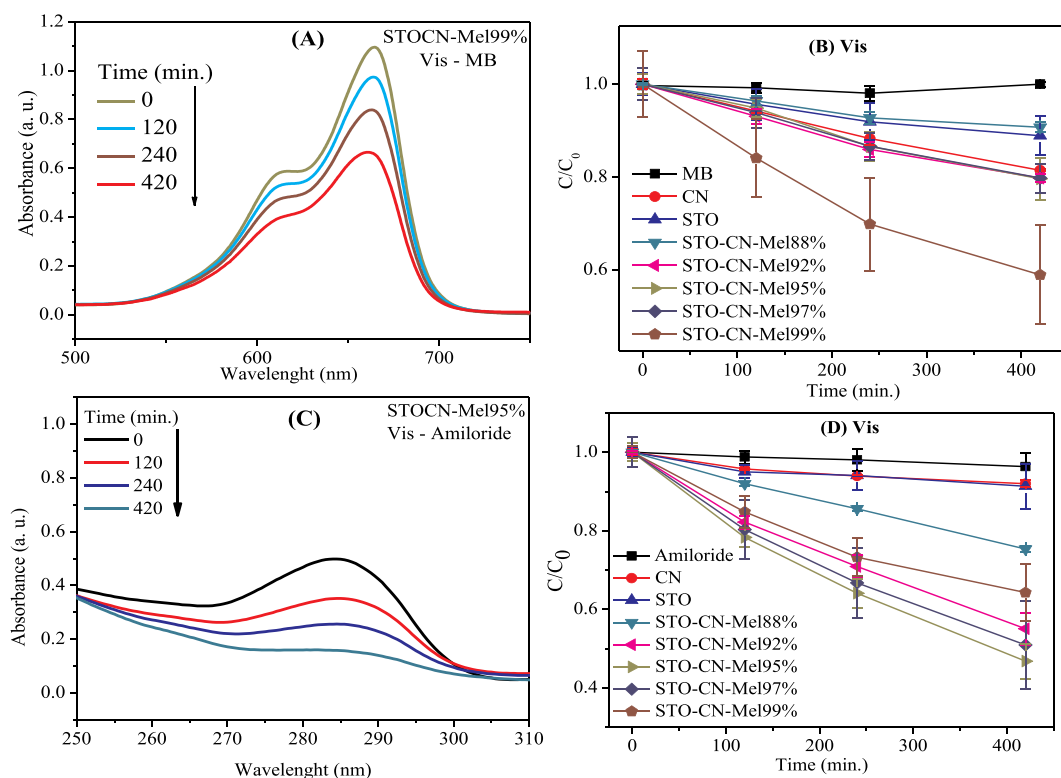 (A)
STOCN-Mel99%
Vis - MB
Time (min.)
0
120
240
420
Absorbance (a. u.)
1.2
1.0
0.8
0.6
0.4
0.2
0.0
500
600
700
Wavelenght (nm)
(B) Vis
C/C0
1.0
0.8
0.6
MB
CN
STO
STO-CN-Mel88%
STO-CN-Mel92%
STO-CN-Mel95%
STO-CN-Mel97%
STO-CN-Mel99%
0
100
200
300
400
Time (min.)
(C)
STOCN-Mel95%
Vis - Amiloride
Time (min.)
0
120
240
420
Absorbance (a. u.)
1.0
0.8
0.6
0.4
0.2
0.0
250
260
270
280
290
300
310
Wavelenght (nm)
(D) Vis
C/C0
1.0
0.8
0.6
0.4
Amiloride
CN
STO
STO-CN-Mel88%
STO-CN-Mel92%
STO-CN-Mel95%
STO-CN-Mel97%
STO-CN-Mel99%
0
100
200
300
400
Time (min.)